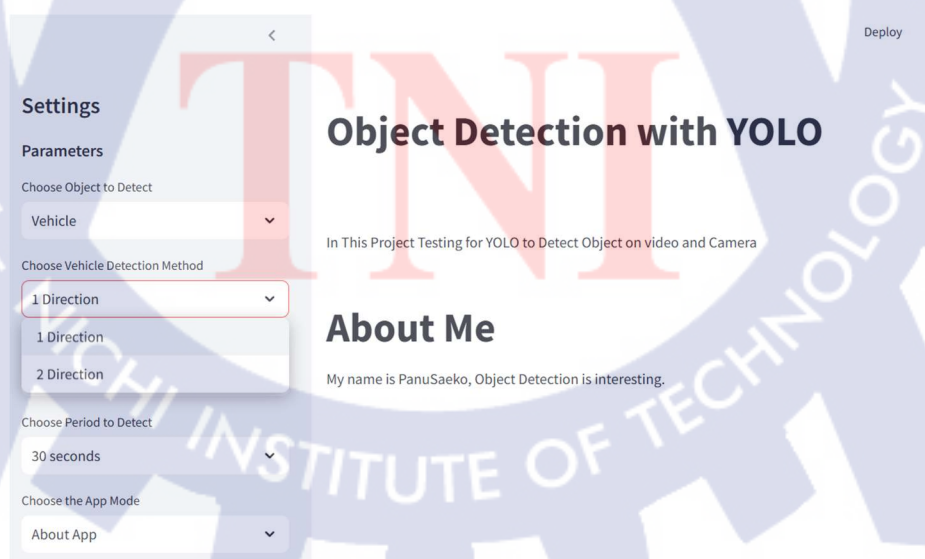 Deploy
Settings
Parameters
Choose Object to Detect
Vehicle
Choose Vehicle Detection Method
1 Direction
1 Direction
2 Direction
Choose Period to Detect
30 seconds
Choose the App Mode
About App
Object Detection with YOLO
In This Project Testing for YOLO to Detect Object on video and Camera
About Me
My name is PanuSaeko, Object Detection is interesting.
TNI
NICHI INSTITUTE OF TECHNOLOGY